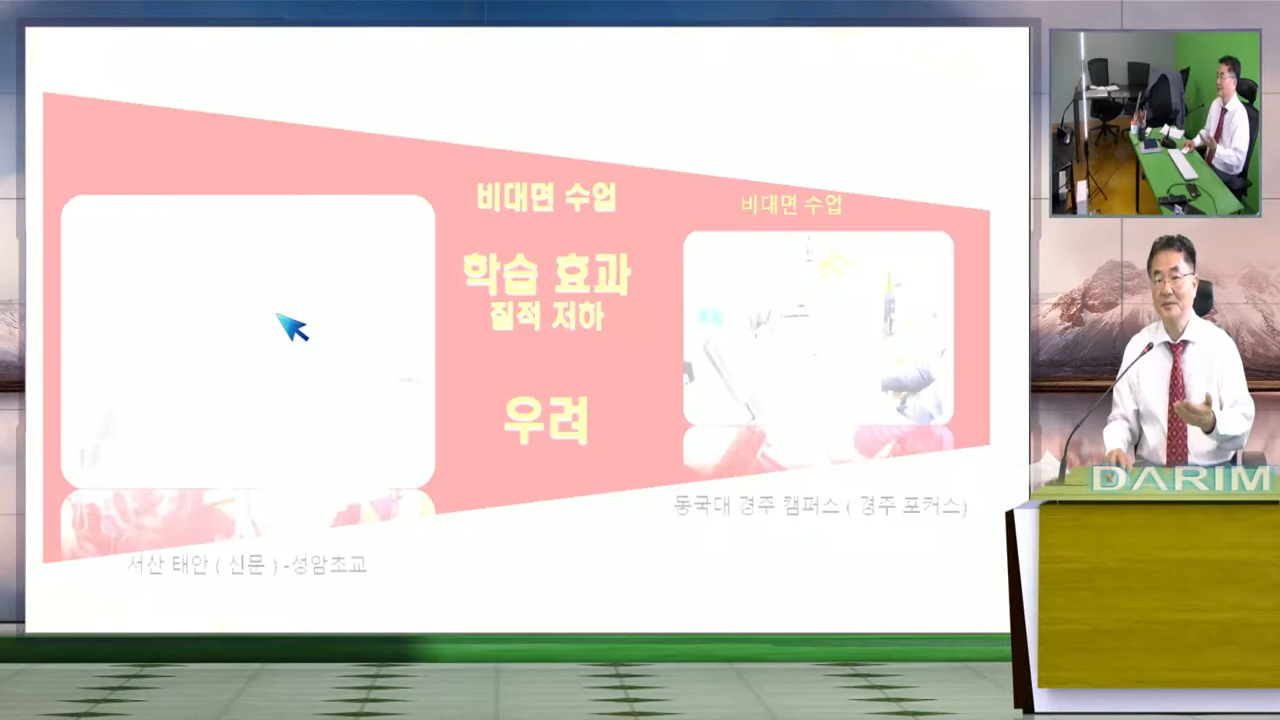 비대면 수업
학습 효과
질적 저하
우려
비대면 수업
동국대 경주 캠퍼스 ( 경주 포커스)
서산 태안 ( 신문 ) -성암초교
DARIM